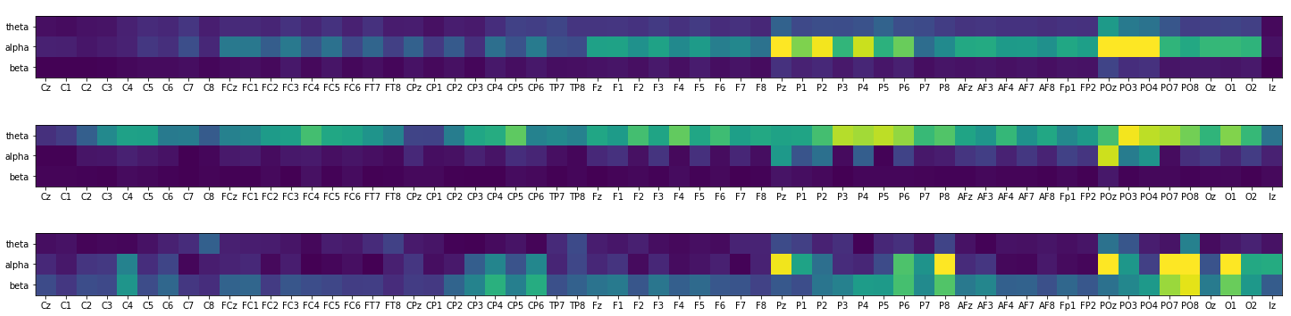 theta
alpha
beta
Cz C1 C2 C3 C4 C5 C6 C7 C8 FCz FC1 FC2 FC3 FC4 FC5 FC6 FT7 FT8 CPz CP1 CP2 CP3 CP4 CP5 CP6 TP7 TP8 Fz F1 F2 F3 F4 F5 F6 F7 F8 Pz P1 P2 P3 P4 P5 P6 P7 P8 AFz AF3 AF4 AF7 AF8 Fp1 FP2 POz PO3 PO4 PO7 PO8 Oz O1 O2 Iz
theta
alpha
beta
Cz C1 C2 C3 C4 C5 C6 C7 C8 FCz FC1 FC2 FC3 FC4 FC5 FC6 FT7 FT8 CPz CP1 CP2 CP3 CP4 CP5 CP6 TP7 TP8 Fz F1 F2 F3 F4 F5 F6 F7 F8 Pz P1 P2 P3 P4 P5 P6 P7 P8 AFz AF3 AF4 AF7 AF8 Fp1 FP2 POz PO3 PO4 PO7 PO8 Oz O1 O2 Iz
theta
alpha
beta
Cz C1 C2 C3 C4 C5 C6 C7 C8 FCz FC1 FC2 FC3 FC4 FC5 FC6 FT7 FT8 CPz CP1 CP2 CP3 CP4 CP5 CP6 TP7 TP8 Fz F1 F2 F3 F4 F5 F6 F7 F8 Pz P1 P2 P3 P4 P5 P6 P7 P8 AFz AF3 AF4 AF7 AF8 Fp1 FP2 POz PO3 PO4 PO7 PO8 Oz O1 O2 Iz